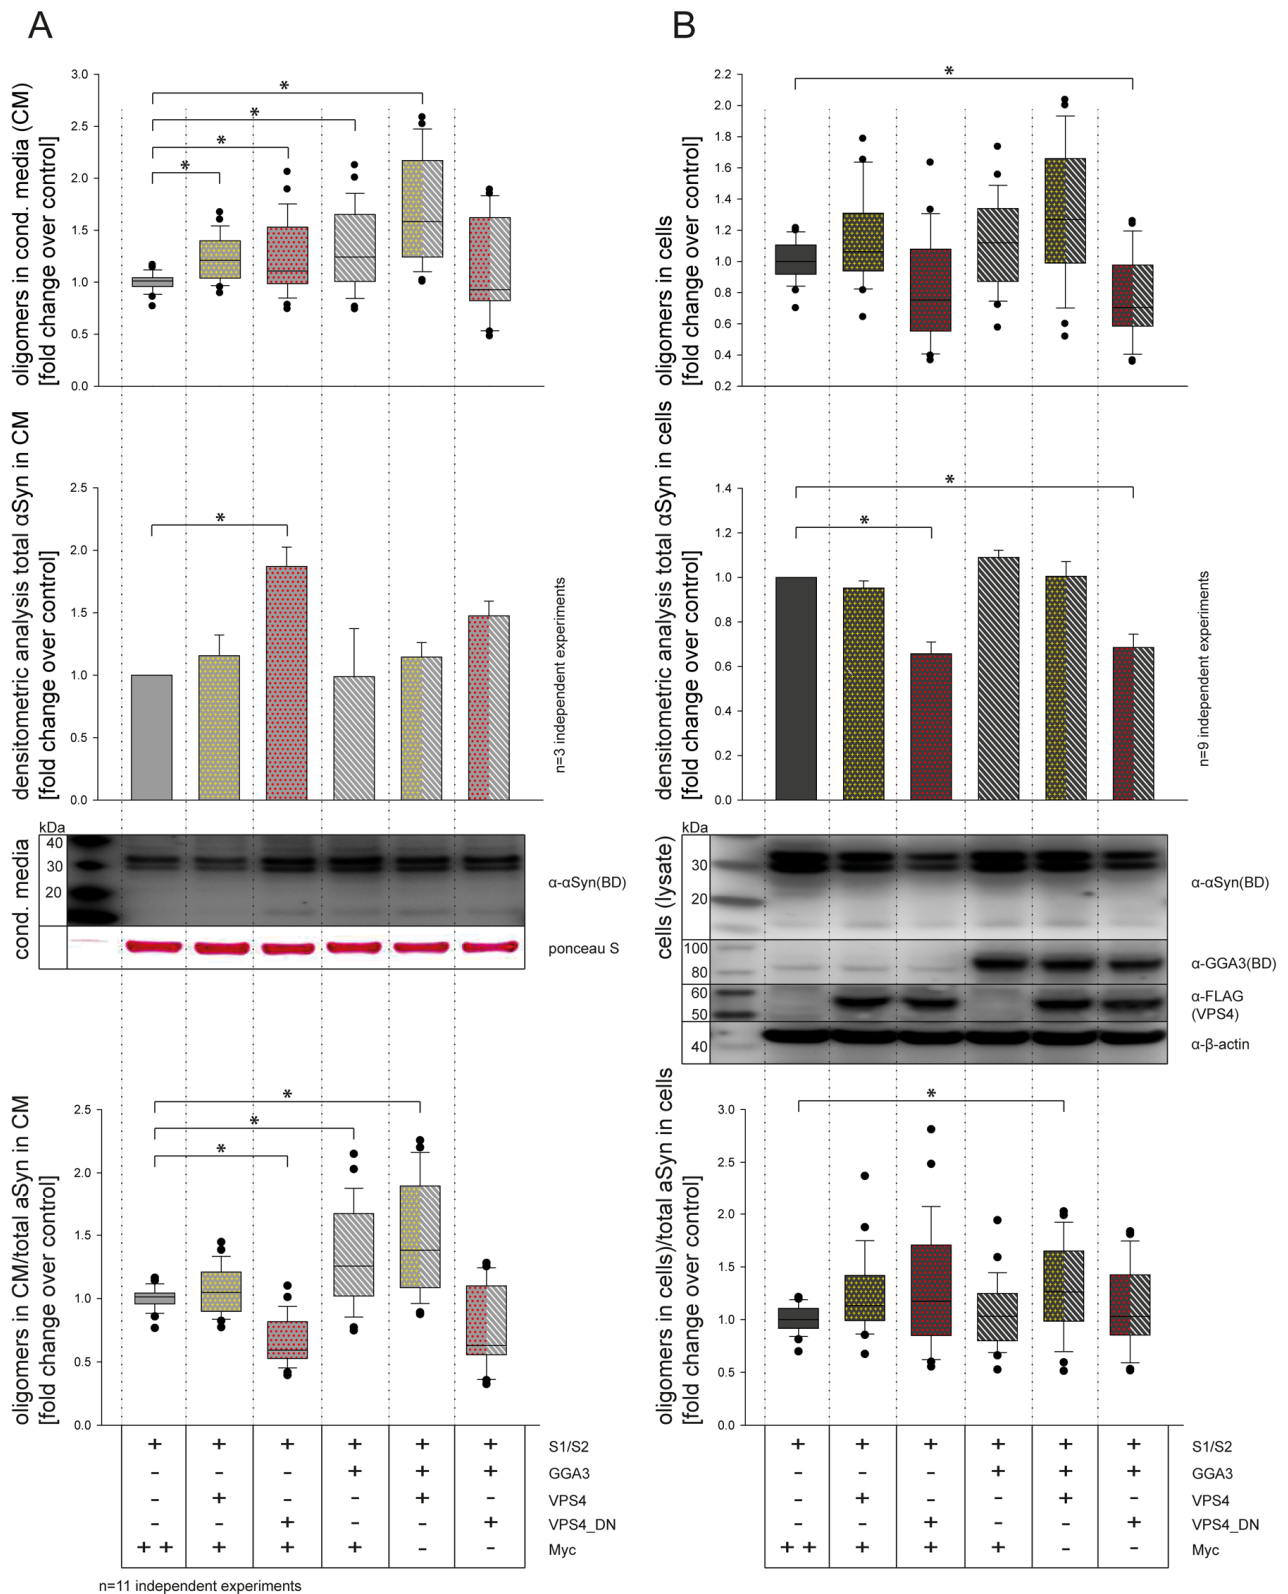 A
oligomers in cond. media (CM)
[fold change over control]
3.0
2.5
2.0
1.5
1.0
0.5
0.0
*
*
*
*
densitometric analysis total αSyn in CM
[fold change over control]
2.5
2.0
1.5
1.0
0.5
0.0
*
n=3 independent experiments
cond. media
kDa
40
30
20
α-αSyn(BD)
ponceau S
oligomers in CM/total aSyn in CM
[fold change over control]
2.5
2.0
1.5
1.0
0.5
0.0
*
*
*
+ + + + + + S1/S2
- - - + + + GGA3
- + - - + - VPS4
- - + - - + VPS4_DN
+ + + + + + - - Myc
n=11 independent experiments
B
oligomers in cells
[fold change over control]
2.2
2.0
1.8
1.6
1.4
1.2
1.0
0.8
0.6
0.4
0.2
*
densitometric analysis total αSyn in cells
[fold change over control]
1.4
1.2
1.0
0.8
0.6
0.4
0.2
0.0
*
*
n=9 independent experiments
cells (lysate)
kDa
30
20
α-αSyn(BD)
100
80
α-GGA3(BD)
60
50
α-FLAG
(VPS4)
40
α-β-actin
oligomers in cells)/total aSyn in cells
[fold change over control]
3.0
2.5
2.0
1.5
1.0
0.5
0.0
*
+ + + + + + S1/S2
- - - + + + GGA3
- + - - + - VPS4
- - + - - + VPS4_DN
+ + + + + - - Myc